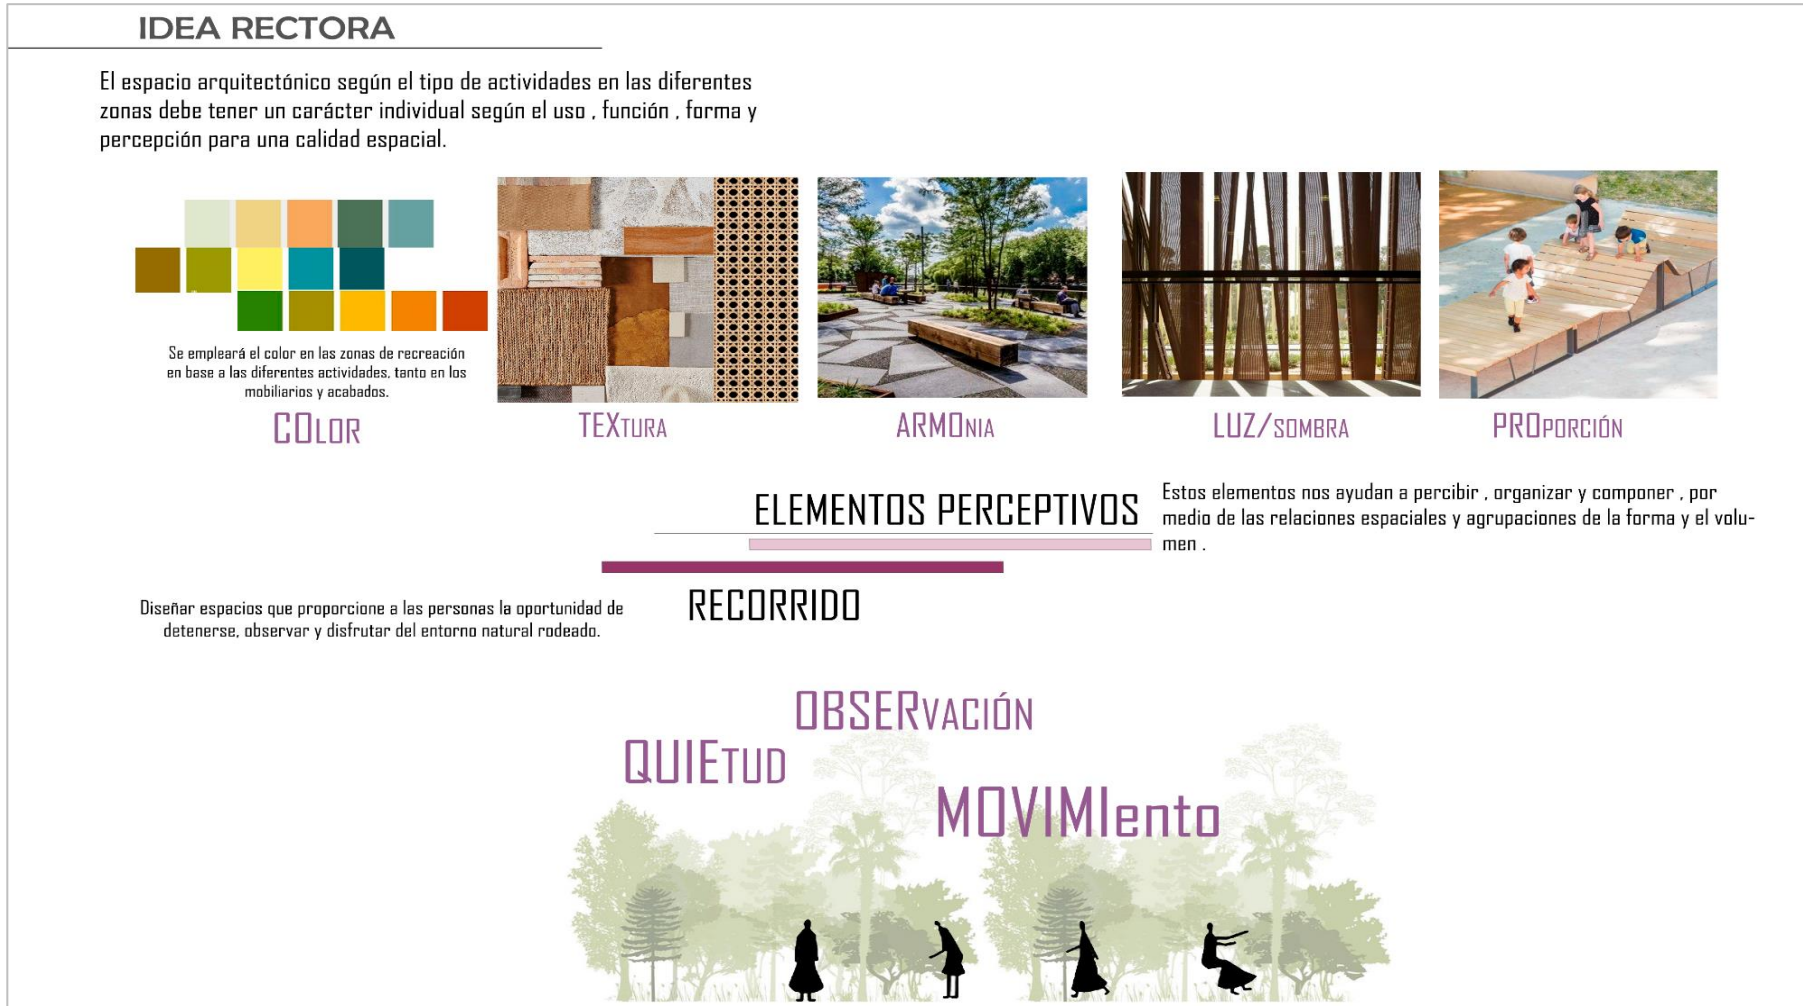 IDEA RECTORA
El espacio arquitectónico según el tipo de actividades en las diferentes
zonas debe tener un carácter individual según el uso , función , forma y
percepción para una calidad espacial.
Se empleará el color en las zonas de recreación
en base a las diferentes actividades, tanto en los
mobiliarios y acabados.
COLOR
TEXTURA
ARMONIA
LUZ/SOMBRA
PROPORCIÓN
ELEMENTOS PERCEPTIVOS
Estos elementos nos ayudan a percibir , organizar y componer , por
medio de las relaciones espaciales y agrupaciones de la forma y el volu-
men .
RECORRIDO
Diseñar espacios que proporcione a las personas la oportunidad de
detenerse, observar y disfrutar del entorno natural rodeado.
OBSERVACIÓN
QUIETUD
MOVIMIento